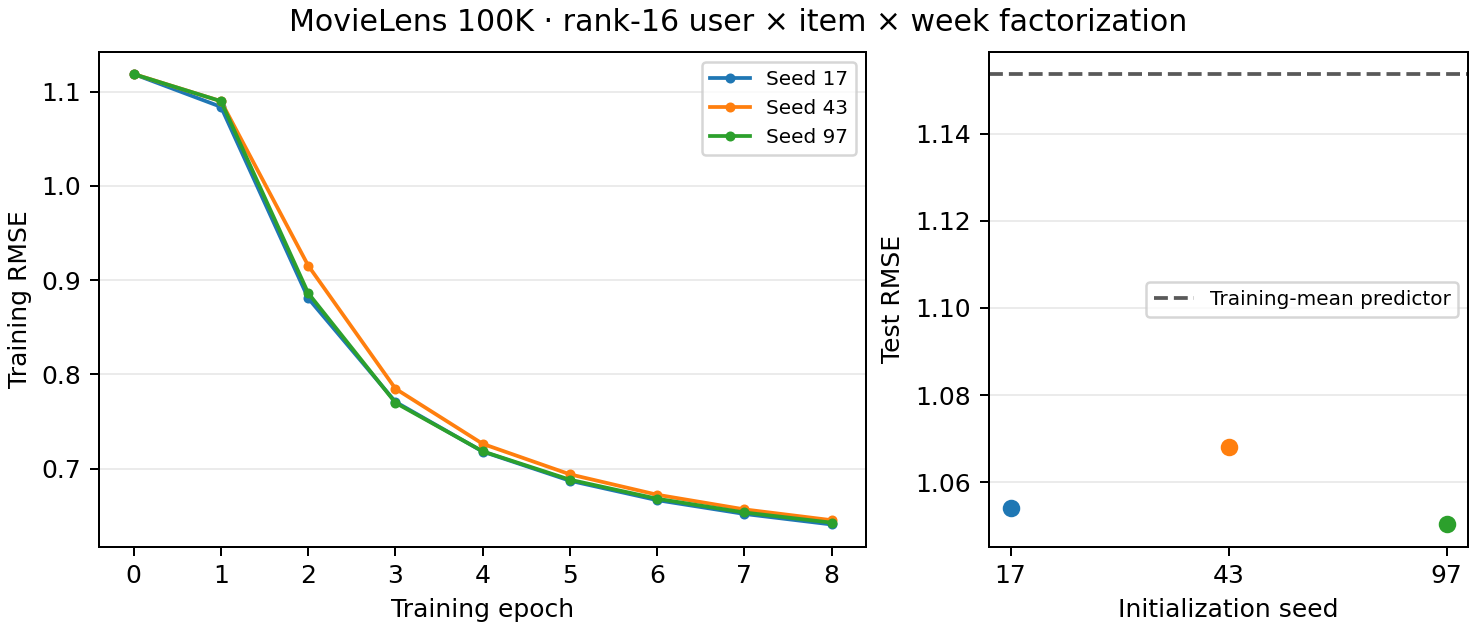 MovieLens 100K · rank-16 user × item × week factorization
Training RMSE
1.1
1.0
0.9
0.8
0.7
0
1
2
3
4
5
6
7
8
Training epoch
Seed 17
Seed 43
Seed 97
Test RMSE
1.14
1.12
1.10
1.08
1.06
Training-mean predictor
17
43
97
Initialization seed